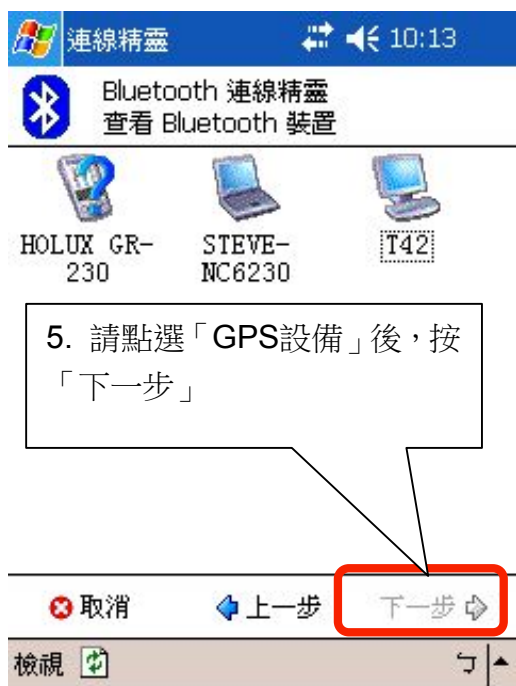 連線精靈 10:13
Bluetooth 連線精靈
查看 Bluetooth 裝置
HOLUX GR-
230
STEVE-
NC6230
T42
5. 請點選「GPS設備」後，按
「下一步」
取消 上一步 下一步
檢視 ㄅ